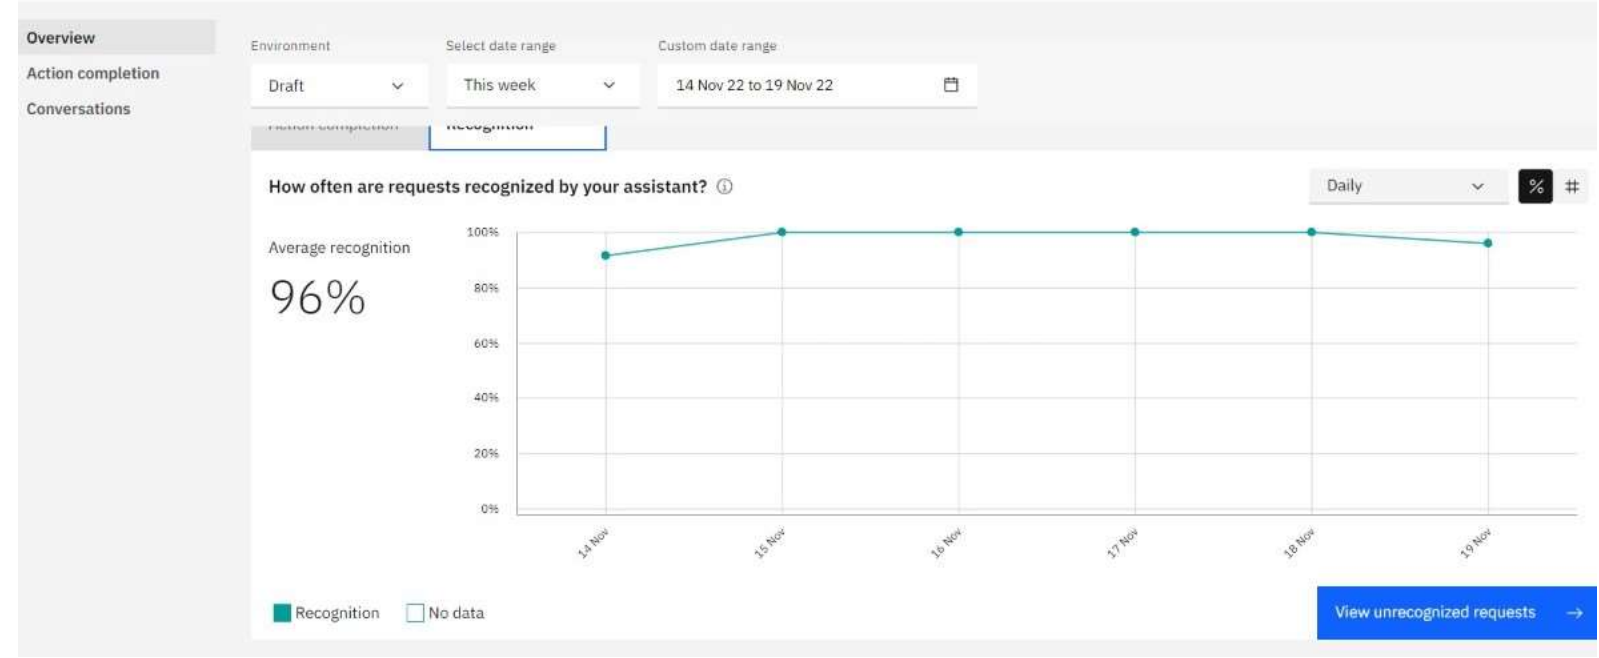 Overview
Action completion
Conversations
Environment
Select date range
Custom date range
Draft
This week
14 Nov 22 to 19 Nov 22
Action completion
Recognition
How often are requests recognized by your assistant?
Daily
%
#
Average recognition
96%
100%
80%
60%
40%
20%
0%
14 Nov
15 Nov
16 Nov
17 Nov
18 Nov
19 Nov
Recognition
No data
View unrecognized requests →